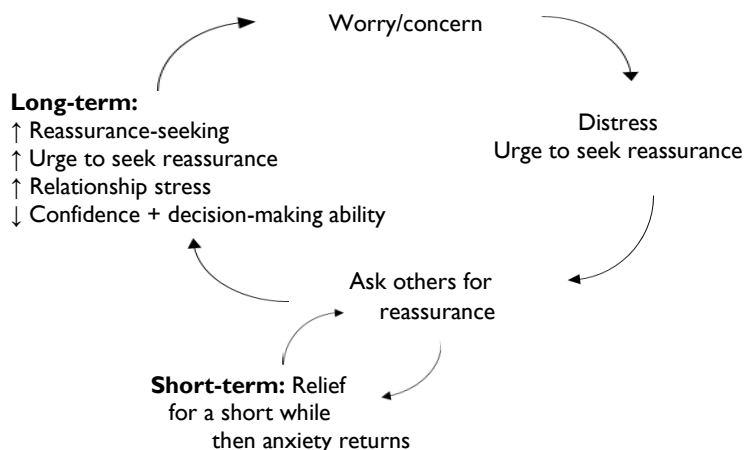 Worry/concern
Distress
Urge to seek reassurance
Long-term:
↑ Reassurance-seeking
↑ Urge to seek reassurance
↑ Relationship stress
↓ Confidence + decision-making ability
Ask others for
reassurance
Short-term: Relief
for a short while
then anxiety returns